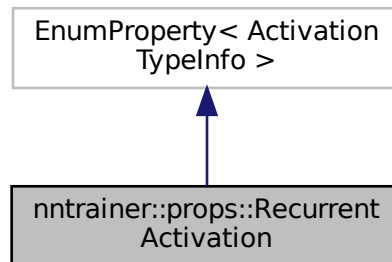 EnumProperty< Activation
TypeInfo >
nntrainer::props::Recurrent
Activation